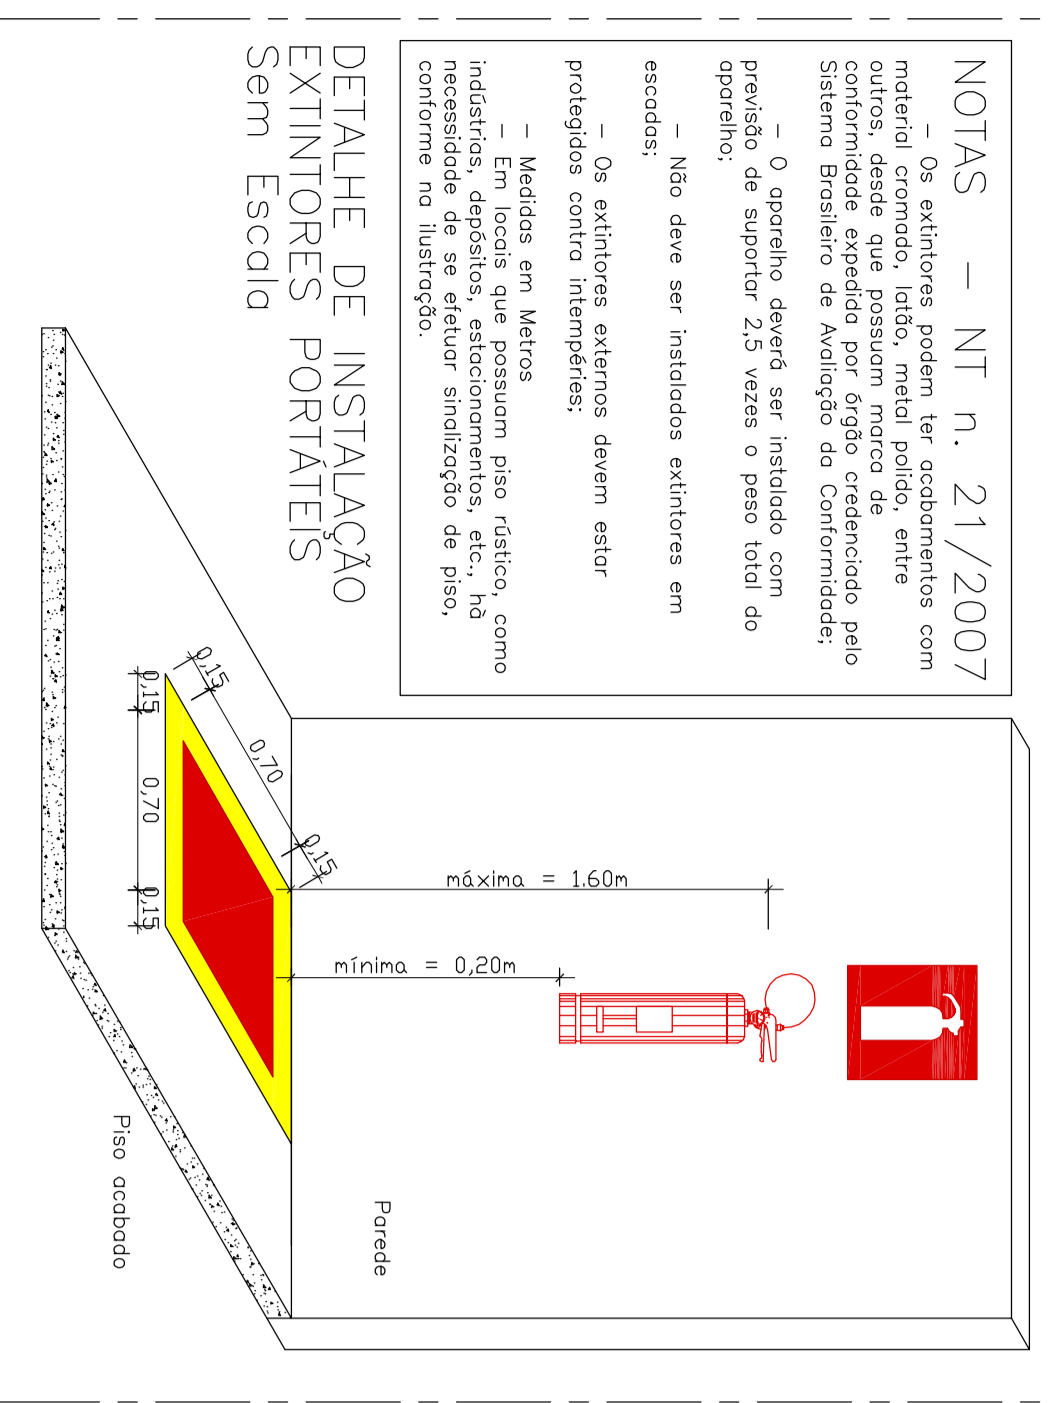 NOTAS – NT n. 21/2007
– Os extintores podem ter acabamentos com
material cromado, latão, metal polido, entre
outros, desde que possuam marca de
conformidade expedida por órgão credenciado pelo
Sistema Brasileiro de Avaliação da Conformidade;
– O aparelho deverá ser instalado com
previsão de suportar 2,5 vezes o peso total do
aparelho;
– Não deve ser instalados extintores em
escadas;
– Os extintores externos devem estar
protegidos contra intempéries;
– Medidas em Metros
– Em locais que possuam piso rústico, como
indústrias, depósitos, estacionamentos, etc., hà
necessidade de se efetuar sinalização de piso,
conforme na ilustração.
DETALHE DE INSTALAÇÃO
EXTINTORES PORTÁTEIS
Sem Escala
máxima = 1.60m
mínima = 0,20m
0,15
0,70
0,15
0,15
0,70
0,15
Parede
Piso acabado